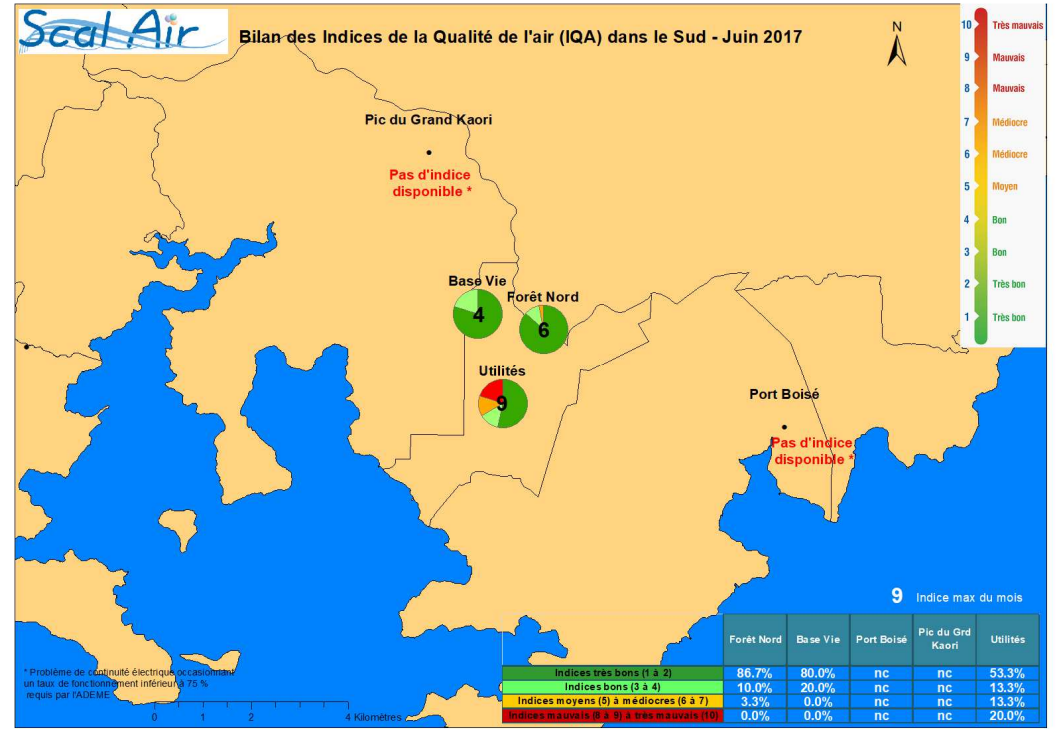 Scal Air
Bilan des Indices de la Qualité de l'air (IQA) dans le Sud - Juin 2017
N
10 Très mauvais
9 Mauvais
8 Mauvais
7 Médiocre
6 Médiocre
5 Moyen
4 Bon
3 Bon
2 Très bon
1 Très bon
Pic du Grand Kaori
Pas d'indice
disponible *
Base Vie
4
Forêt Nord
6
Utilités
9
Port Boisé
Pas d'indice
disponible *
9 Indice max du mois
Forêt Nord Base Vie Port Boisé Pic du Grd Kaori Utilités
Indices très bons (1 à 2) 86.7% 80.0% nc nc 53.3%
Indices bons (3 à 4) 10.0% 20.0% nc nc 13.3%
Indices moyens (5) à médiocres (6 à 7) 3.3% 0.0% nc nc 13.3%
Indices mauvais (8 à 9) à très mauvais (10) 0.0% 0.0% nc nc 20.0%
* Problème de continuité électrique occasionnant
un taux de fonctionnement inférieur à 75 %
requis par l'ADEME
0 1 2 4 Kilomètres